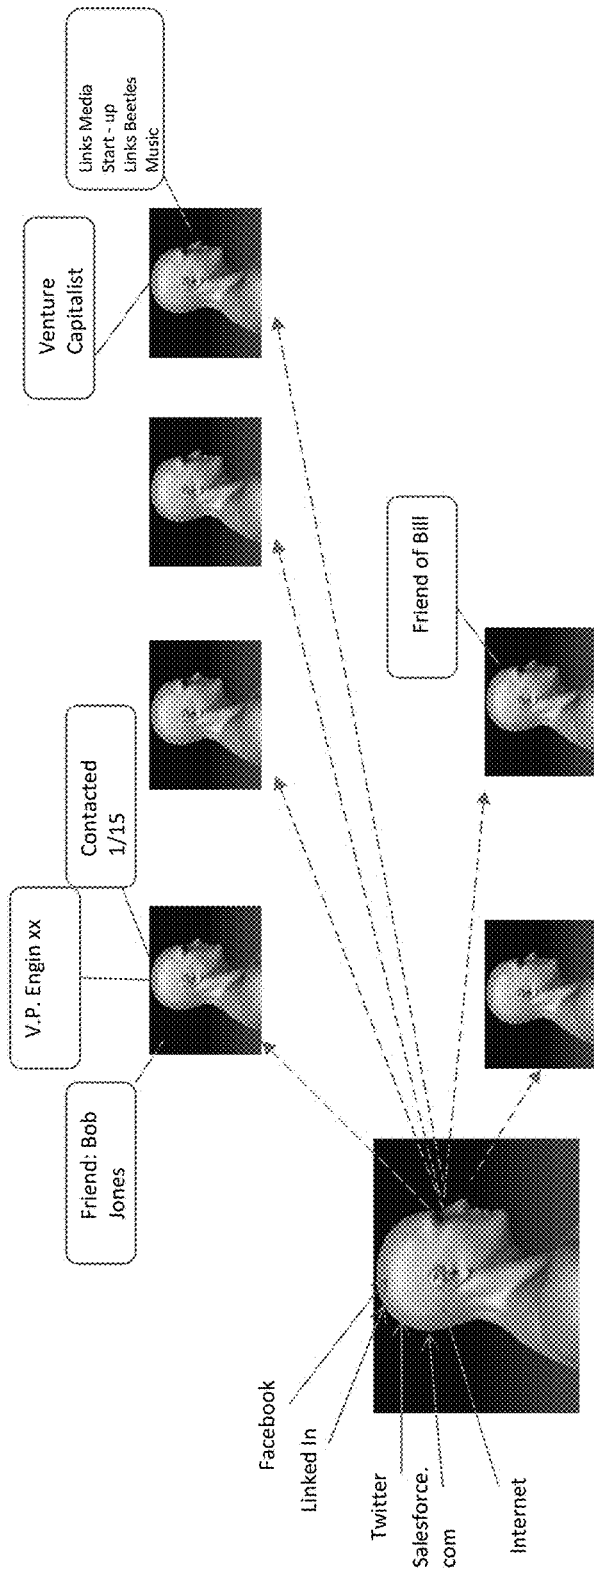 Facebook
Linked In
Twitter
Salesforce.
com
Internet
Friend: Bob
Jones
V.P. Engin xx
Contacted
1/15
Venture
Capitalist
Links Media
Start - up
Links Beetles
Music
Friend of Bill